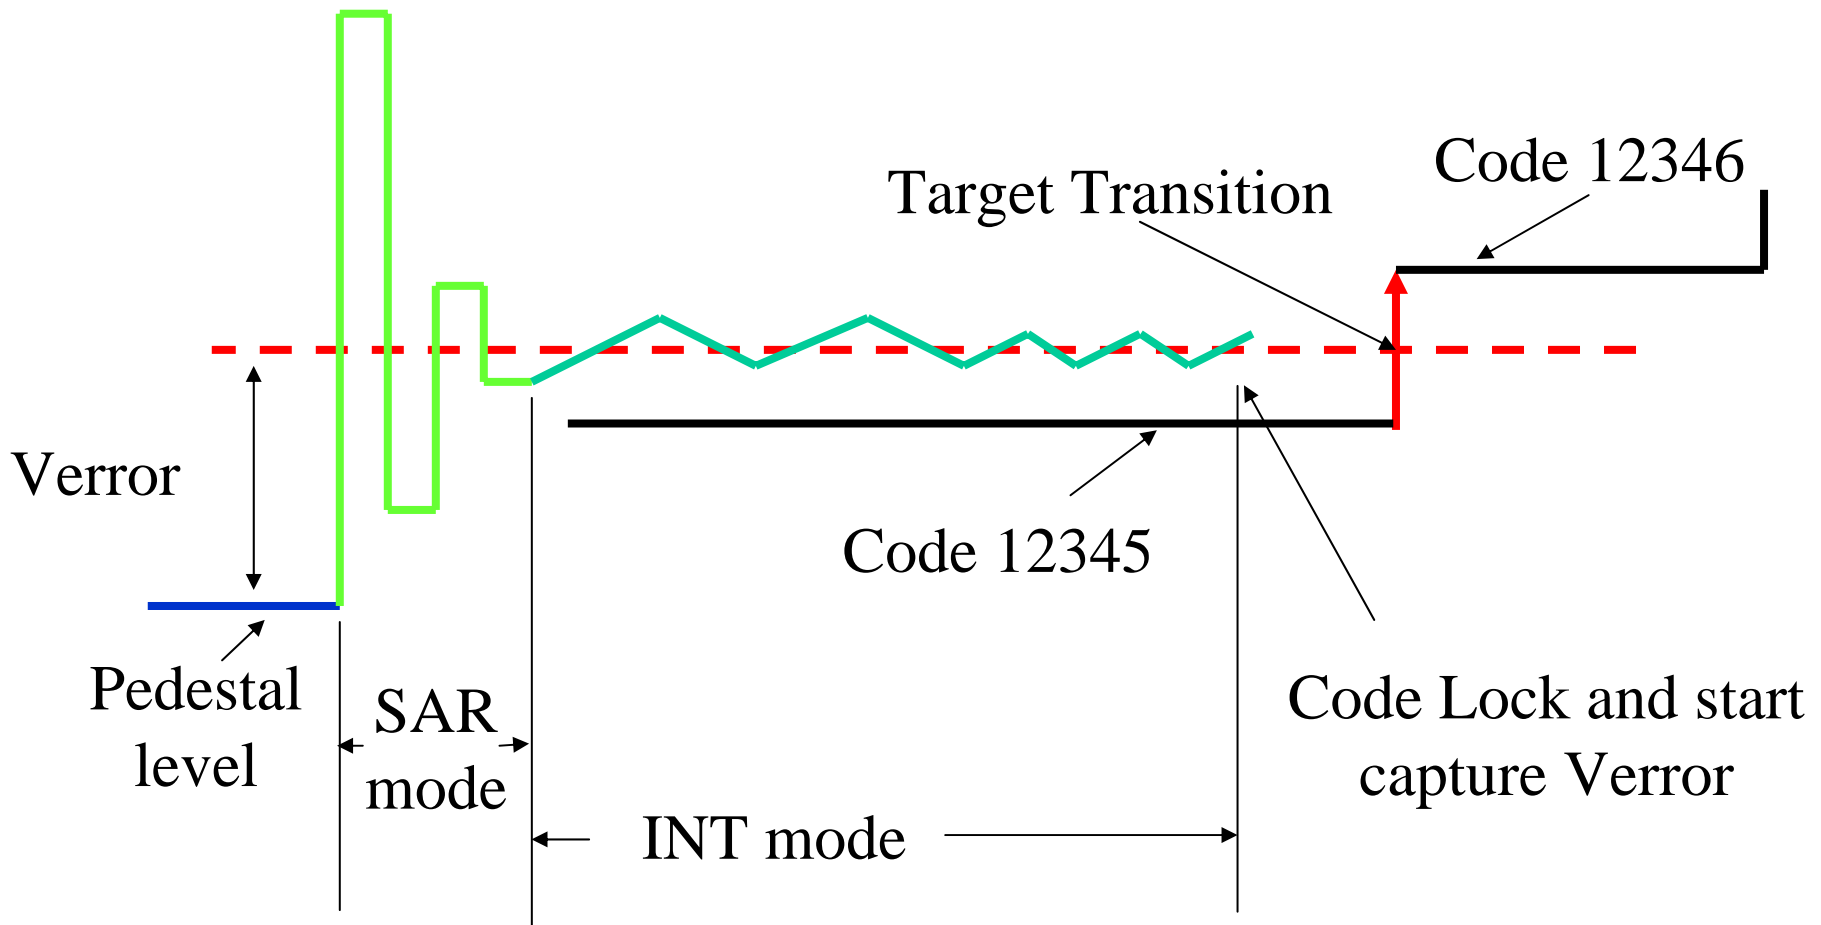 Code 12346
Target Transition
Verror
Code 12345
Pedestal
level
SAR
mode
Code Lock and start
capture Verror
INT mode